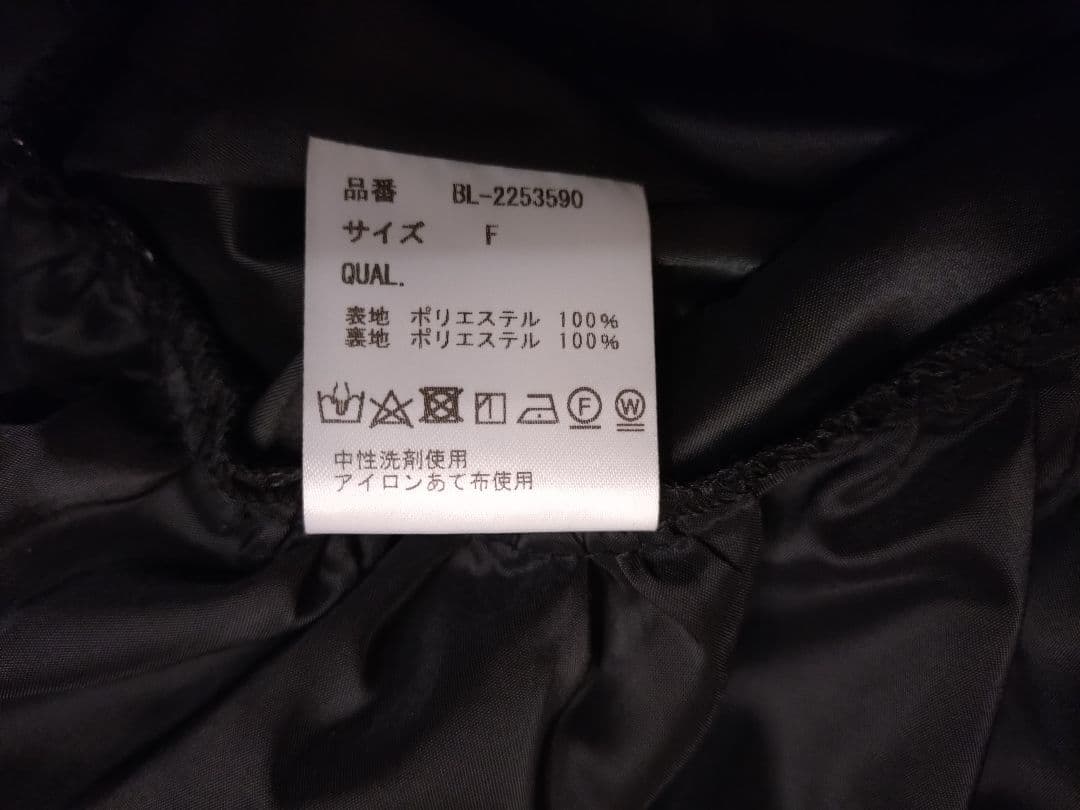 品番 BL-2253590
サイズ F
QUAL.
表地 ポリエステル 100%
裏地 ポリエステル 100%
F W
中性洗剤使用
アイロンあて布使用